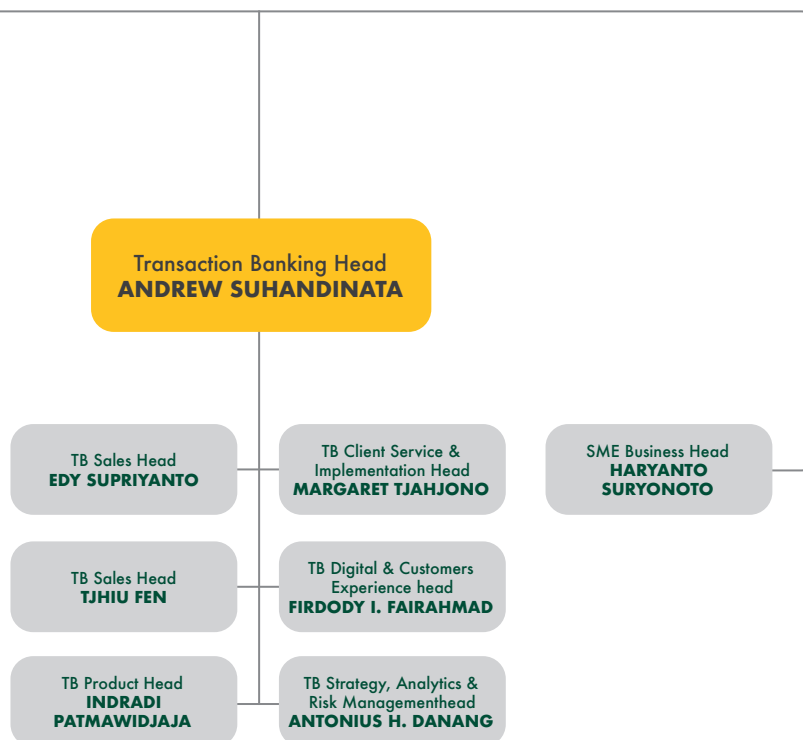 Transaction Banking Head
ANDREW SUHANDINATA
TB Sales Head
EDY SUPRIYANTO
TB Client Service &
Implementation Head
MARGARET TJAHJONO
SME Business Head
HARYANTO
SURYONOTO
TB Sales Head
TJHIU FEN
TB Digital & Customers
Experience head
FIRDODY I. FAIRAHMAD
TB Product Head
INDRADI
PATMAWIDJAJA
TB Strategy, Analytics &
Risk Managementhead
ANTONIUS H. DANANG